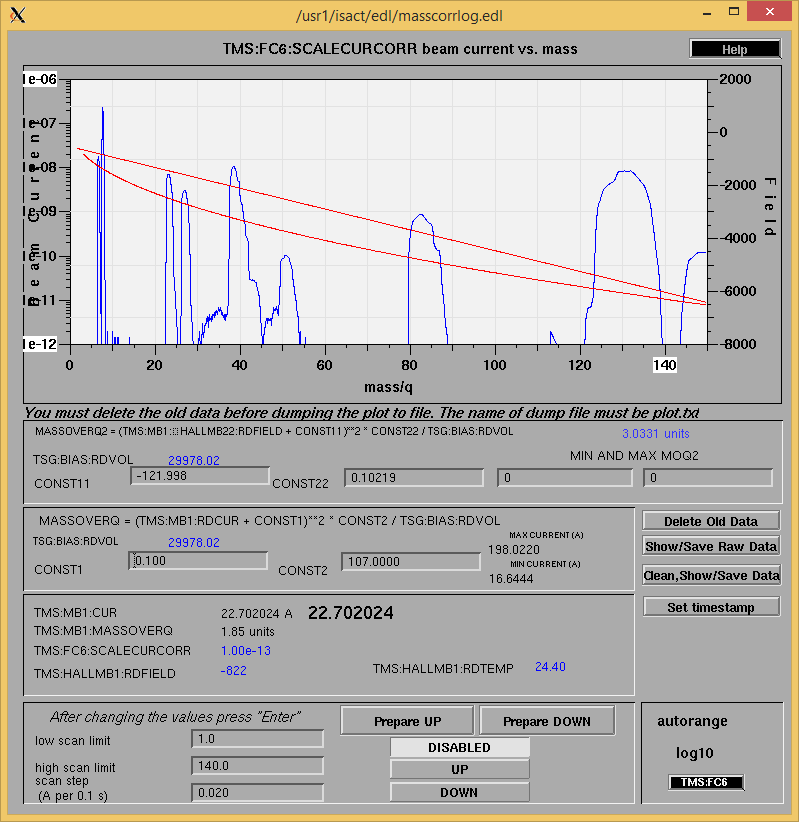 /usr1/isact/edl/masscorrlog.edl
TMS:FC6:SCALECURCORR beam current vs. mass
Help
1e-06
1e-07
1e-08
1e-09
1e-10
1e-11
1e-12
Beam Current
2000
0
-2000
-4000
-6000
-8000
Field
0 20 40 60 80 100 120 140
mass/q
You must delete the old data before dumping the plot to file. The name of dump file must be plot.txt
MASSOVERQ2 = (TMS:MB1: HALLMB22:RDFIELD + CONST11)**2 * CONST22 / TSG:BIAS:RDVOL
3.0331 units
TSG:BIAS:RDVOL 29978.02
MIN AND MAX MOQ2
CONST11 -121.998 CONST22 0.10219 0 0
MASSOVERQ = (TMS:MB1:RDCUR + CONST1)**2 * CONST2 / TSG:BIAS:RDVOL
TSG:BIAS:RDVOL 29978.02
MAX CURRENT (A)
198.0220
CONST1 0.100 CONST2 107.0000
MIN CURRENT (A)
16.6444
Delete Old Data
Show/Save Raw Data
Clean,Show/Save Data
Set timestamp
TMS:MB1:CUR 22.702024 A 22.702024
TMS:MB1:MASSOVERQ 1.85 units
TMS:FC6:SCALECURCORR 1.00e-13
TMS:HALLMB1:RDFIELD -822
TMS:HALLMB1:RDTEMP 24.40
After changing the values press "Enter"
low scan limit 1.0
high scan limit 140.0
scan step
(A per 0.1 s) 0.020
Prepare UP
Prepare DOWN
DISABLED
UP
DOWN
autorange
log10
TMS:FC6